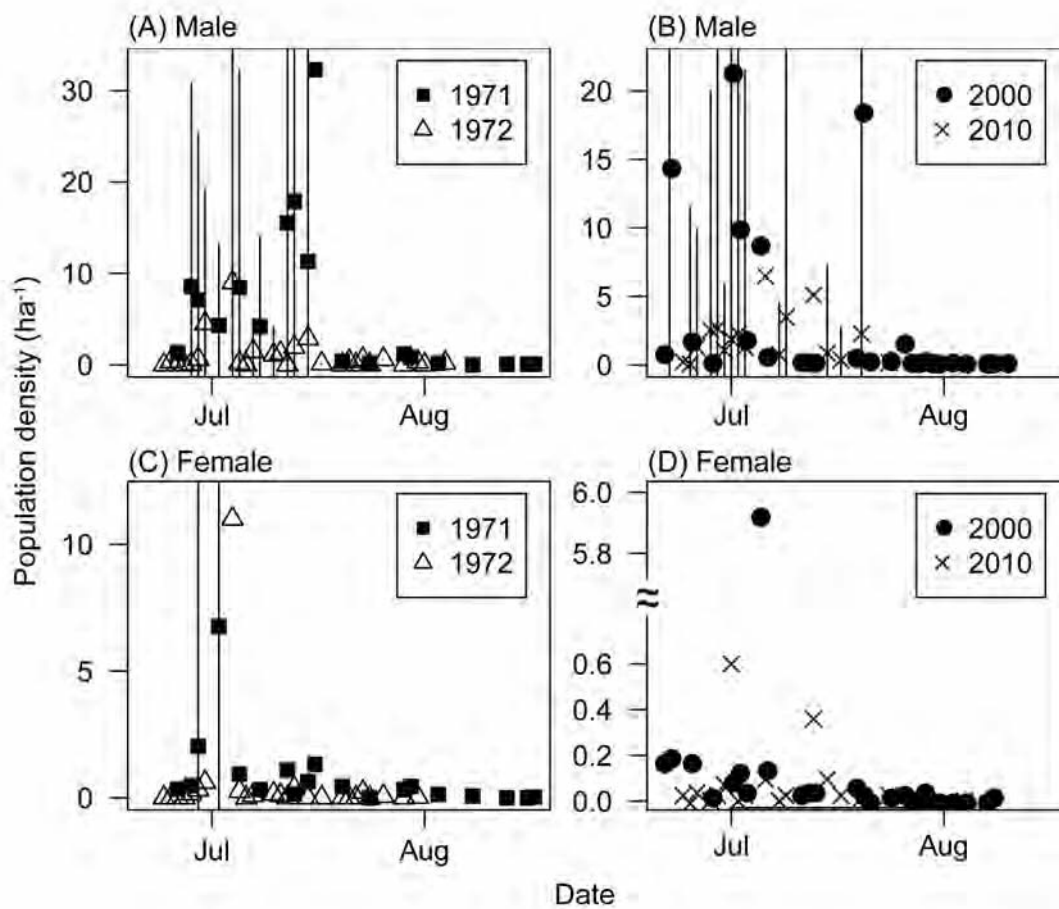 (A) Male
(B) Male
30
20
10
0
1971
1972
20
15
10
5
0
2000
2010
Jul
Aug
Jul
Aug
Population density (ha⁻¹)
(C) Female
(D) Female
10
5
0
1971
1972
6.0
5.8
≈
0.6
0.4
0.2
0.0
2000
2010
Jul
Aug
Jul
Aug
Date